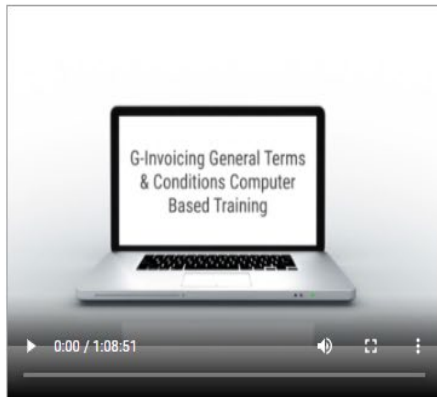 G-Invoicing General Terms
& Conditions Computer
Based Training
0:00 / 1:08:51